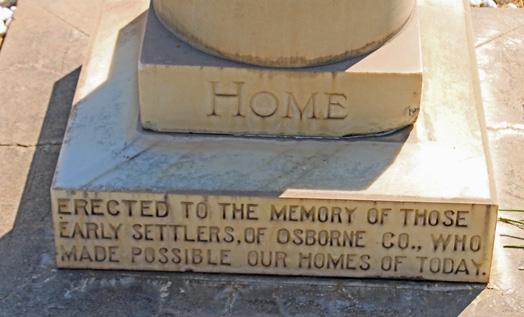 HOME
ERECTED TO THE MEMORY OF THOSE
EARLY SETTLERS, OF OSBORNE CO., WHO
MADE POSSIBLE OUR HOMES OF TODAY.